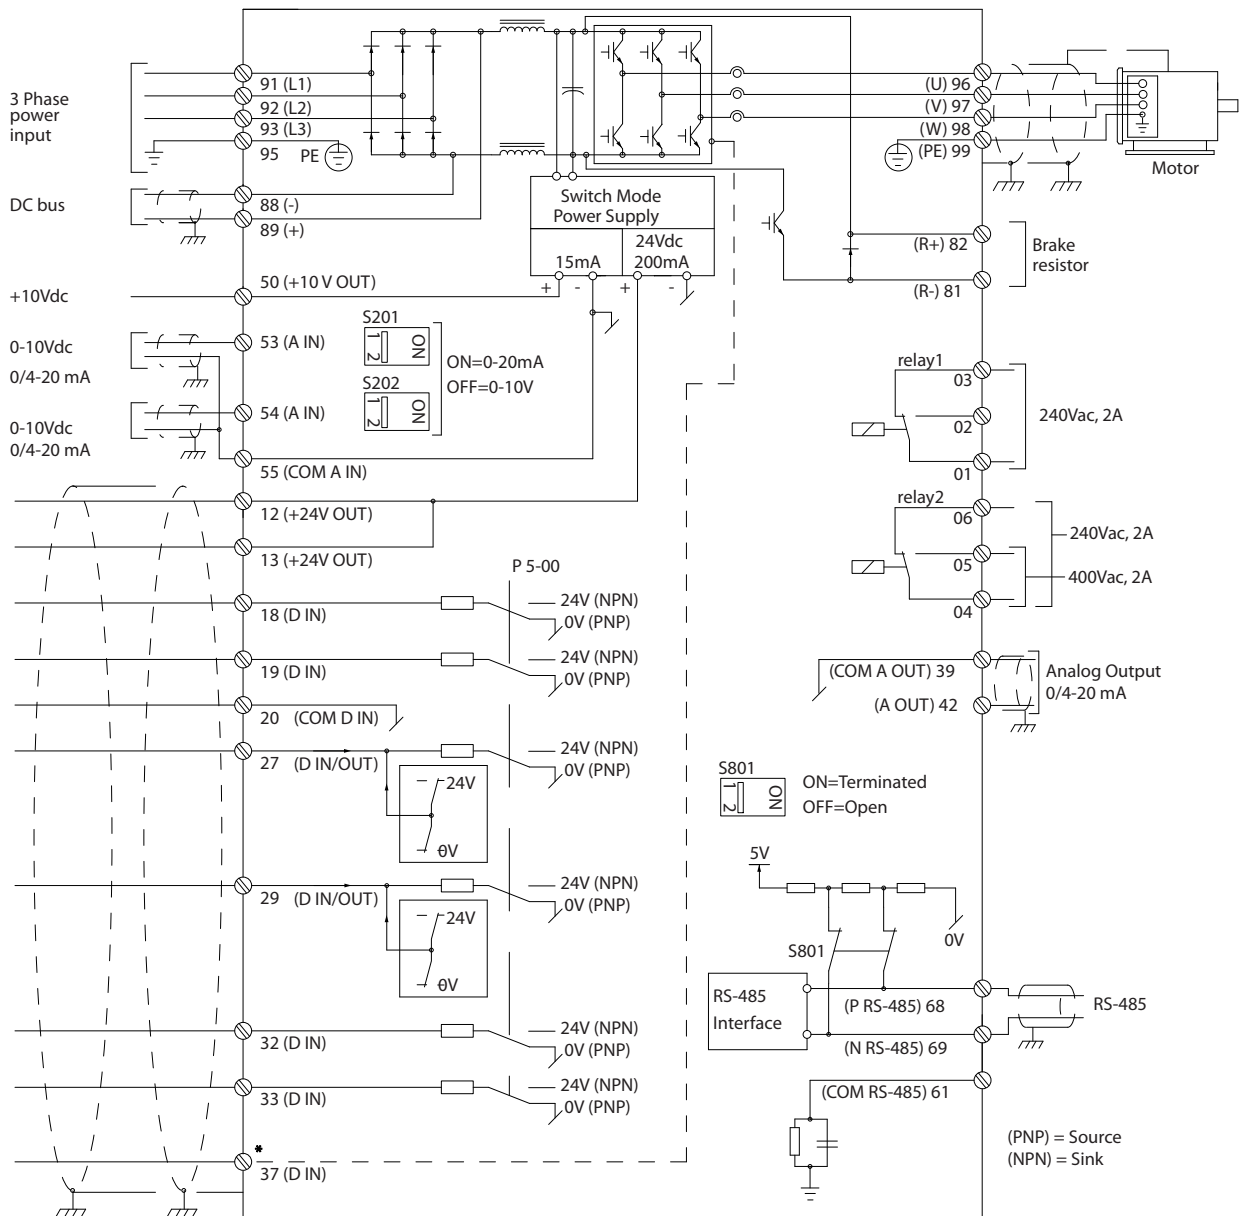 3 Phase
power
input
91 (L1)
92 (L2)
93 (L3)
95 PE
DC bus
88 (-)
89 (+)
+10Vdc
50 (+10 V OUT)
0-10Vdc
0/4-20 mA
53 (A IN)
0-10Vdc
0/4-20 mA
54 (A IN)
55 (COM A IN)
12 (+24V OUT)
13 (+24V OUT)
18 (D IN)
19 (D IN)
20 (COM D IN)
27 (D IN/OUT)
29 (D IN/OUT)
32 (D IN)
33 (D IN)
*
37 (D IN)
Switch Mode
Power Supply
15mA
24Vdc
200mA
+ - + -
S201
1 2 ON
S202
1 2 ON
ON=0-20mA
OFF=0-10V
P 5-00
24V (NPN)
0V (PNP)
24V (NPN)
0V (PNP)
24V (NPN)
0V (PNP)
24V
0V
24V (NPN)
0V (PNP)
24V
0V
24V (NPN)
0V (PNP)
24V (NPN)
0V (PNP)
(U) 96
(V) 97
(W) 98
(PE) 99
Motor
(R+) 82
(R-) 81
Brake
resistor
relay1
03
02
01
240Vac, 2A
relay2
06
05
04
240Vac, 2A
400Vac, 2A
(COM A OUT) 39
(A OUT) 42
Analog Output
0/4-20 mA
S801
1 2 ON
ON=Terminated
OFF=Open
5V
0V
S801
RS-485
Interface
(P RS-485) 68
(N RS-485) 69
(COM RS-485) 61
RS-485
(PNP) = Source
(NPN) = Sink